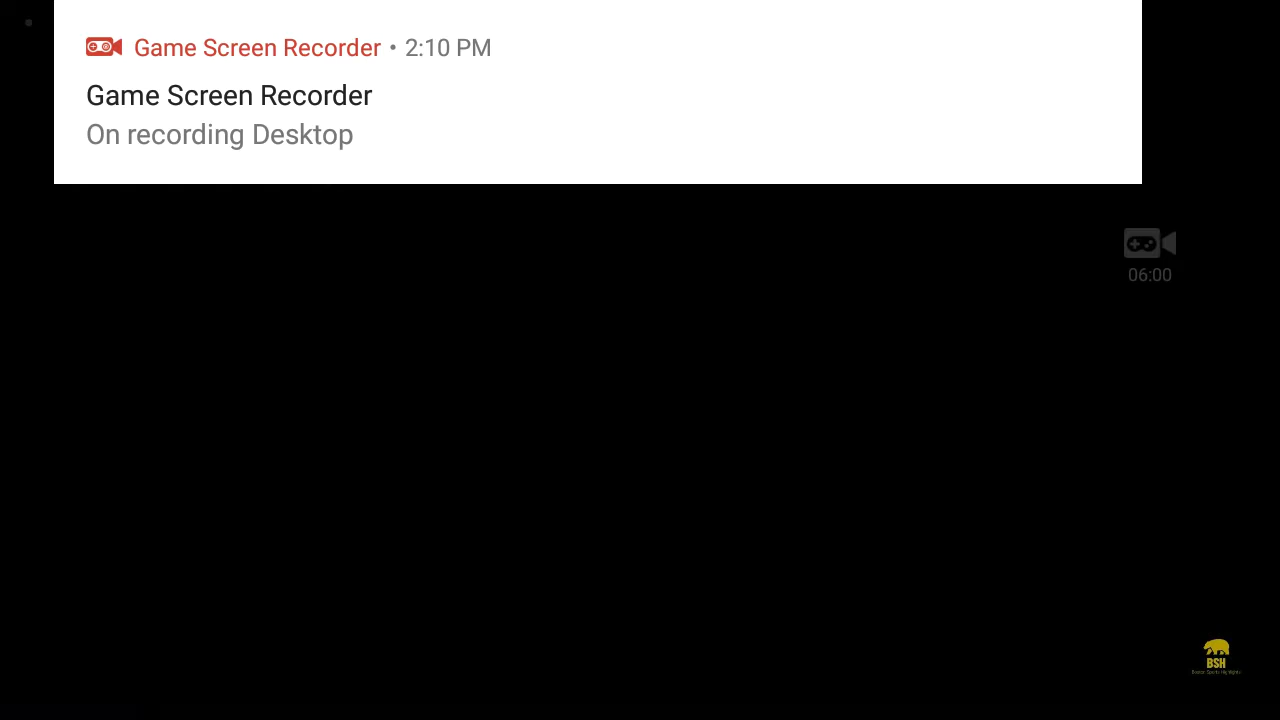 Game Screen Recorder • 2:10 PM
Game Screen Recorder
On recording Desktop
06:00
BSH